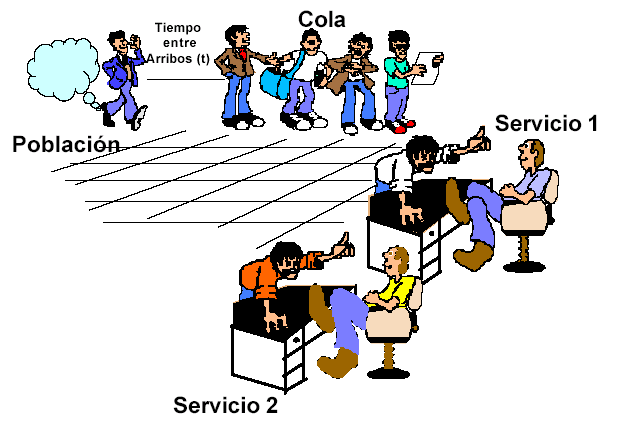 Cola
Tiempo
entre
Arribos (t)
Población
Servicio 1
Servicio 2